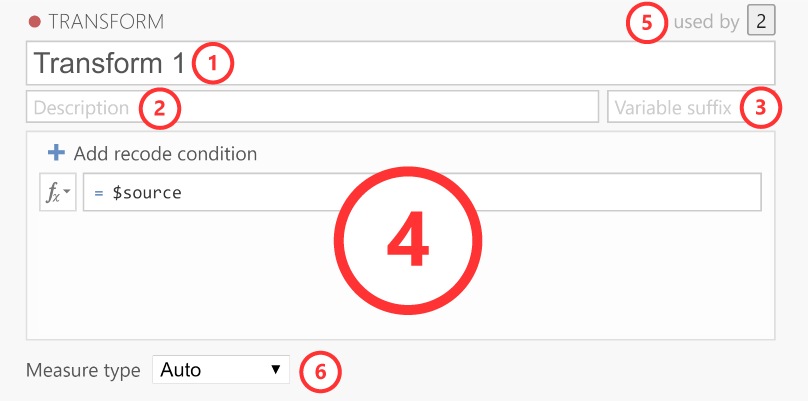 TRANSFORM 5 used by 2
Transform 1 1
Description 2 Variable suffix 3
Add recode condition
fx = $source
4
Measure type Auto 6